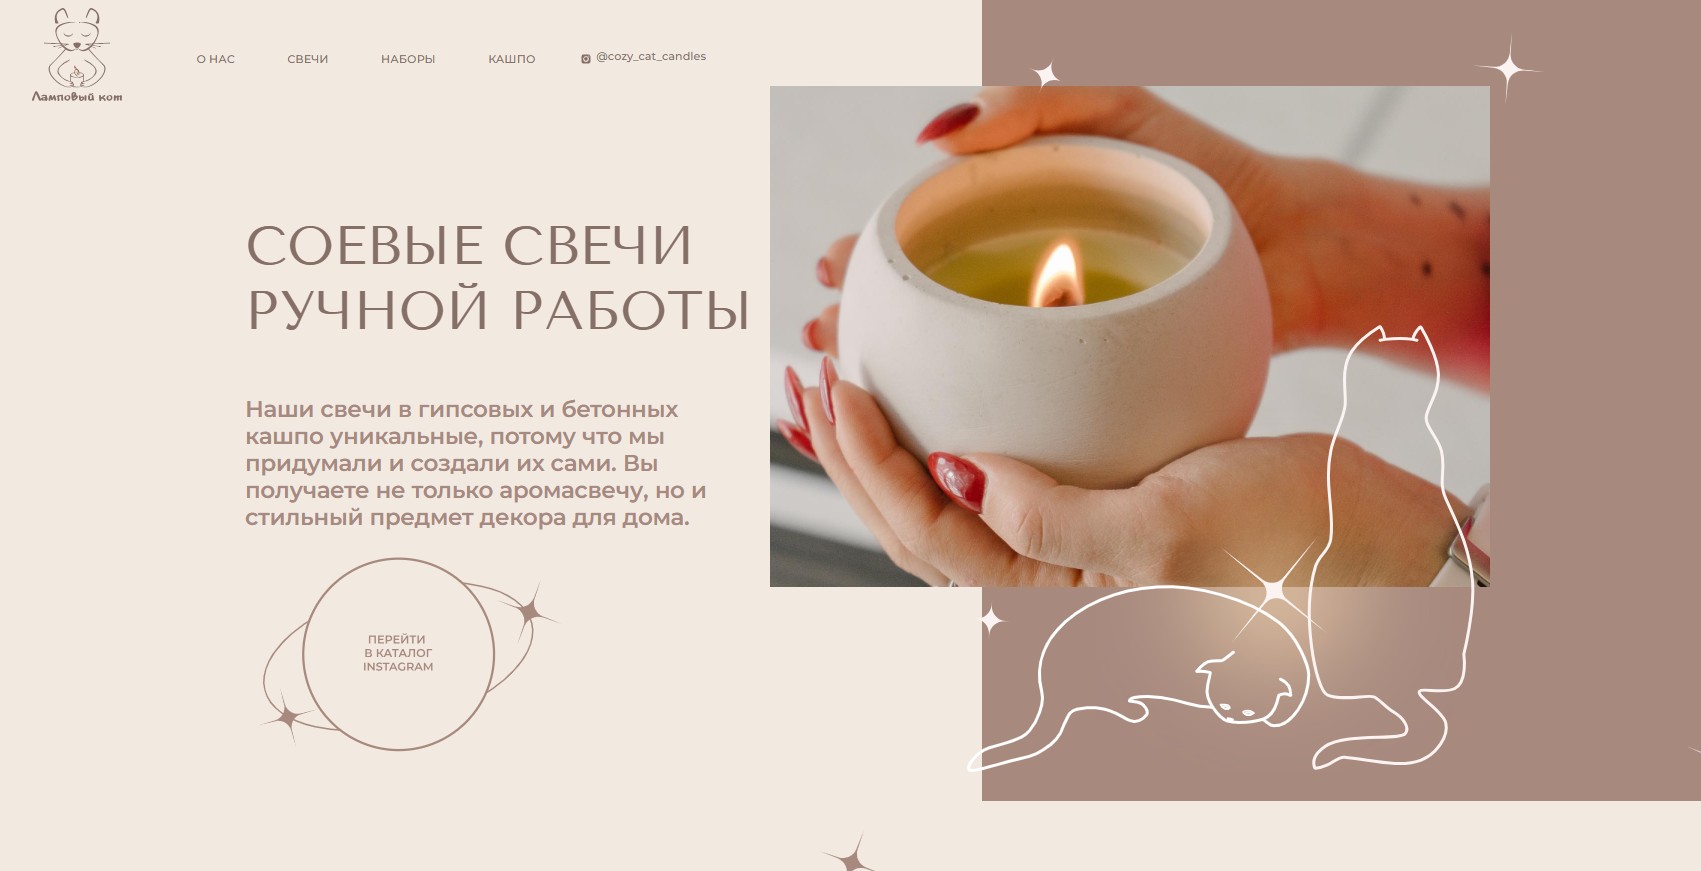 Ламповый кот
О НАС
СВЕЧИ
НАБОРЫ
КАШПО
@cozy_cat_candles
СОЕВЫЕ СВЕЧИ
РУЧНОЙ РАБОТЫ
Наши свечи в гипсовых и бетонных
кашпо уникальные, потому что мы
придумали и создали их сами. Вы
получаете не только аромасвечу, но и
стильный предмет декора для дома.
ПЕРЕЙТИ
В КАТАЛОГ
INSTAGRAM